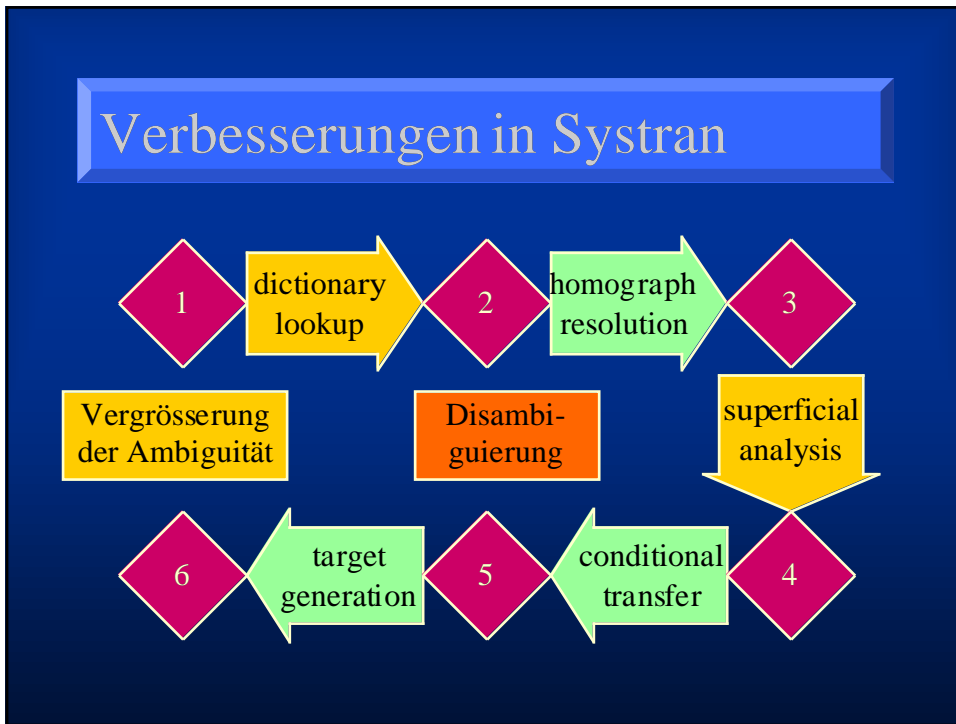 Verbesserungen in Systran
1
dictionary
lookup
2
homograph
resolution
3
Vergrösserung
der Ambiguität
Disambi-
guierung
superficial
analysis
6
target
generation
5
conditional
transfer
4